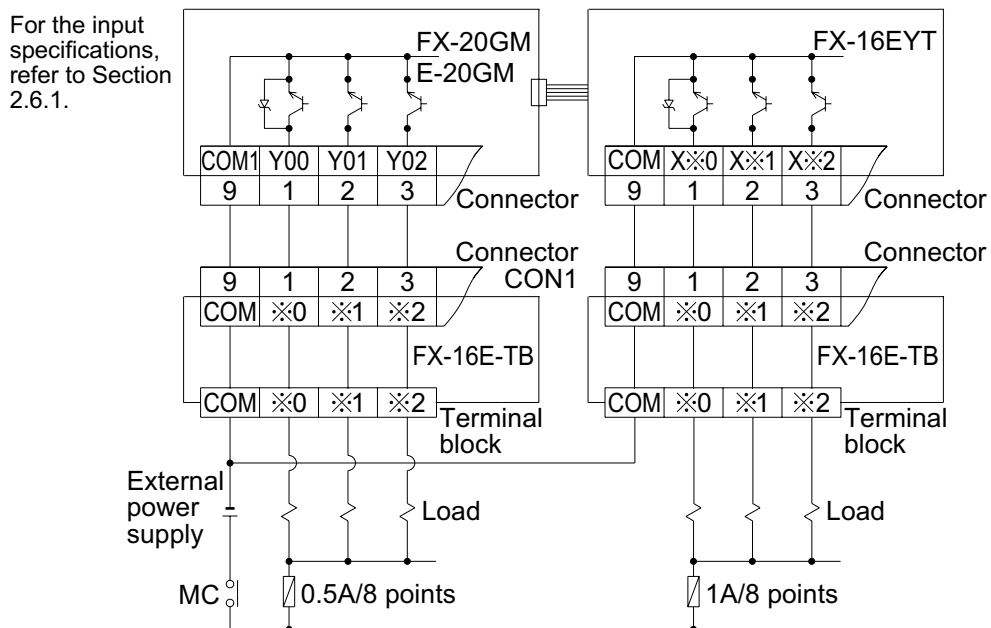 For the input
specifications,
refer to Section
2.6.1.
FX-20GM
E-20GM
FX-16EYT
COM1 Y00 Y01 Y02
9 1 2 3
Connector
COM X※0 X※1 X※2
9 1 2 3
Connector
Connector
CON1
9 1 2 3
COM ※0 ※1 ※2
FX-16E-TB
COM ※0 ※1 ※2
Terminal
block
Connector
9 1 2 3
COM ※0 ※1 ※2
FX-16E-TB
COM ※0 ※1 ※2
Terminal
block
External
power
supply
Load
Load
MC
0.5A/8 points
1A/8 points